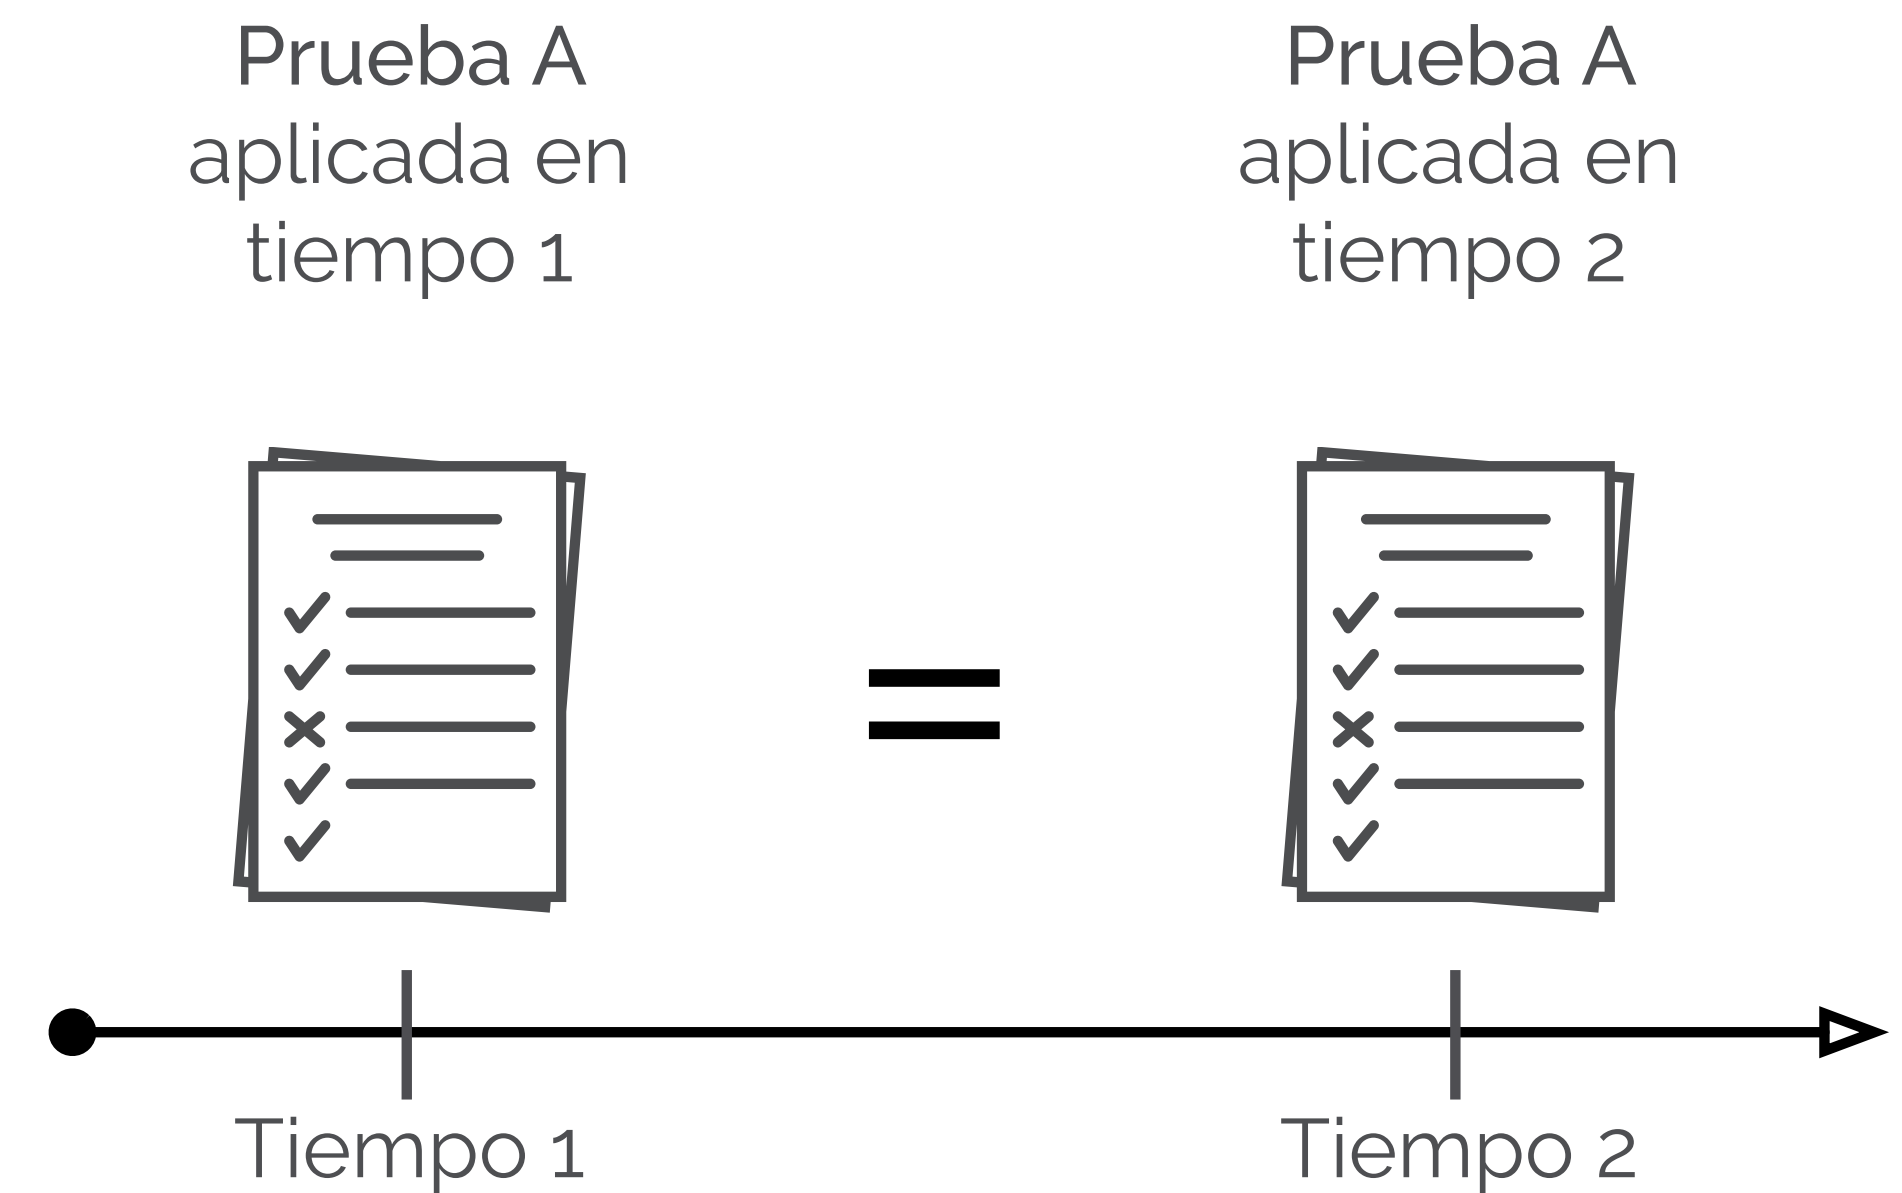 Prueba A
aplicada en
tiempo 1
Prueba A
aplicada en
tiempo 2
Tiempo 1
Tiempo 2